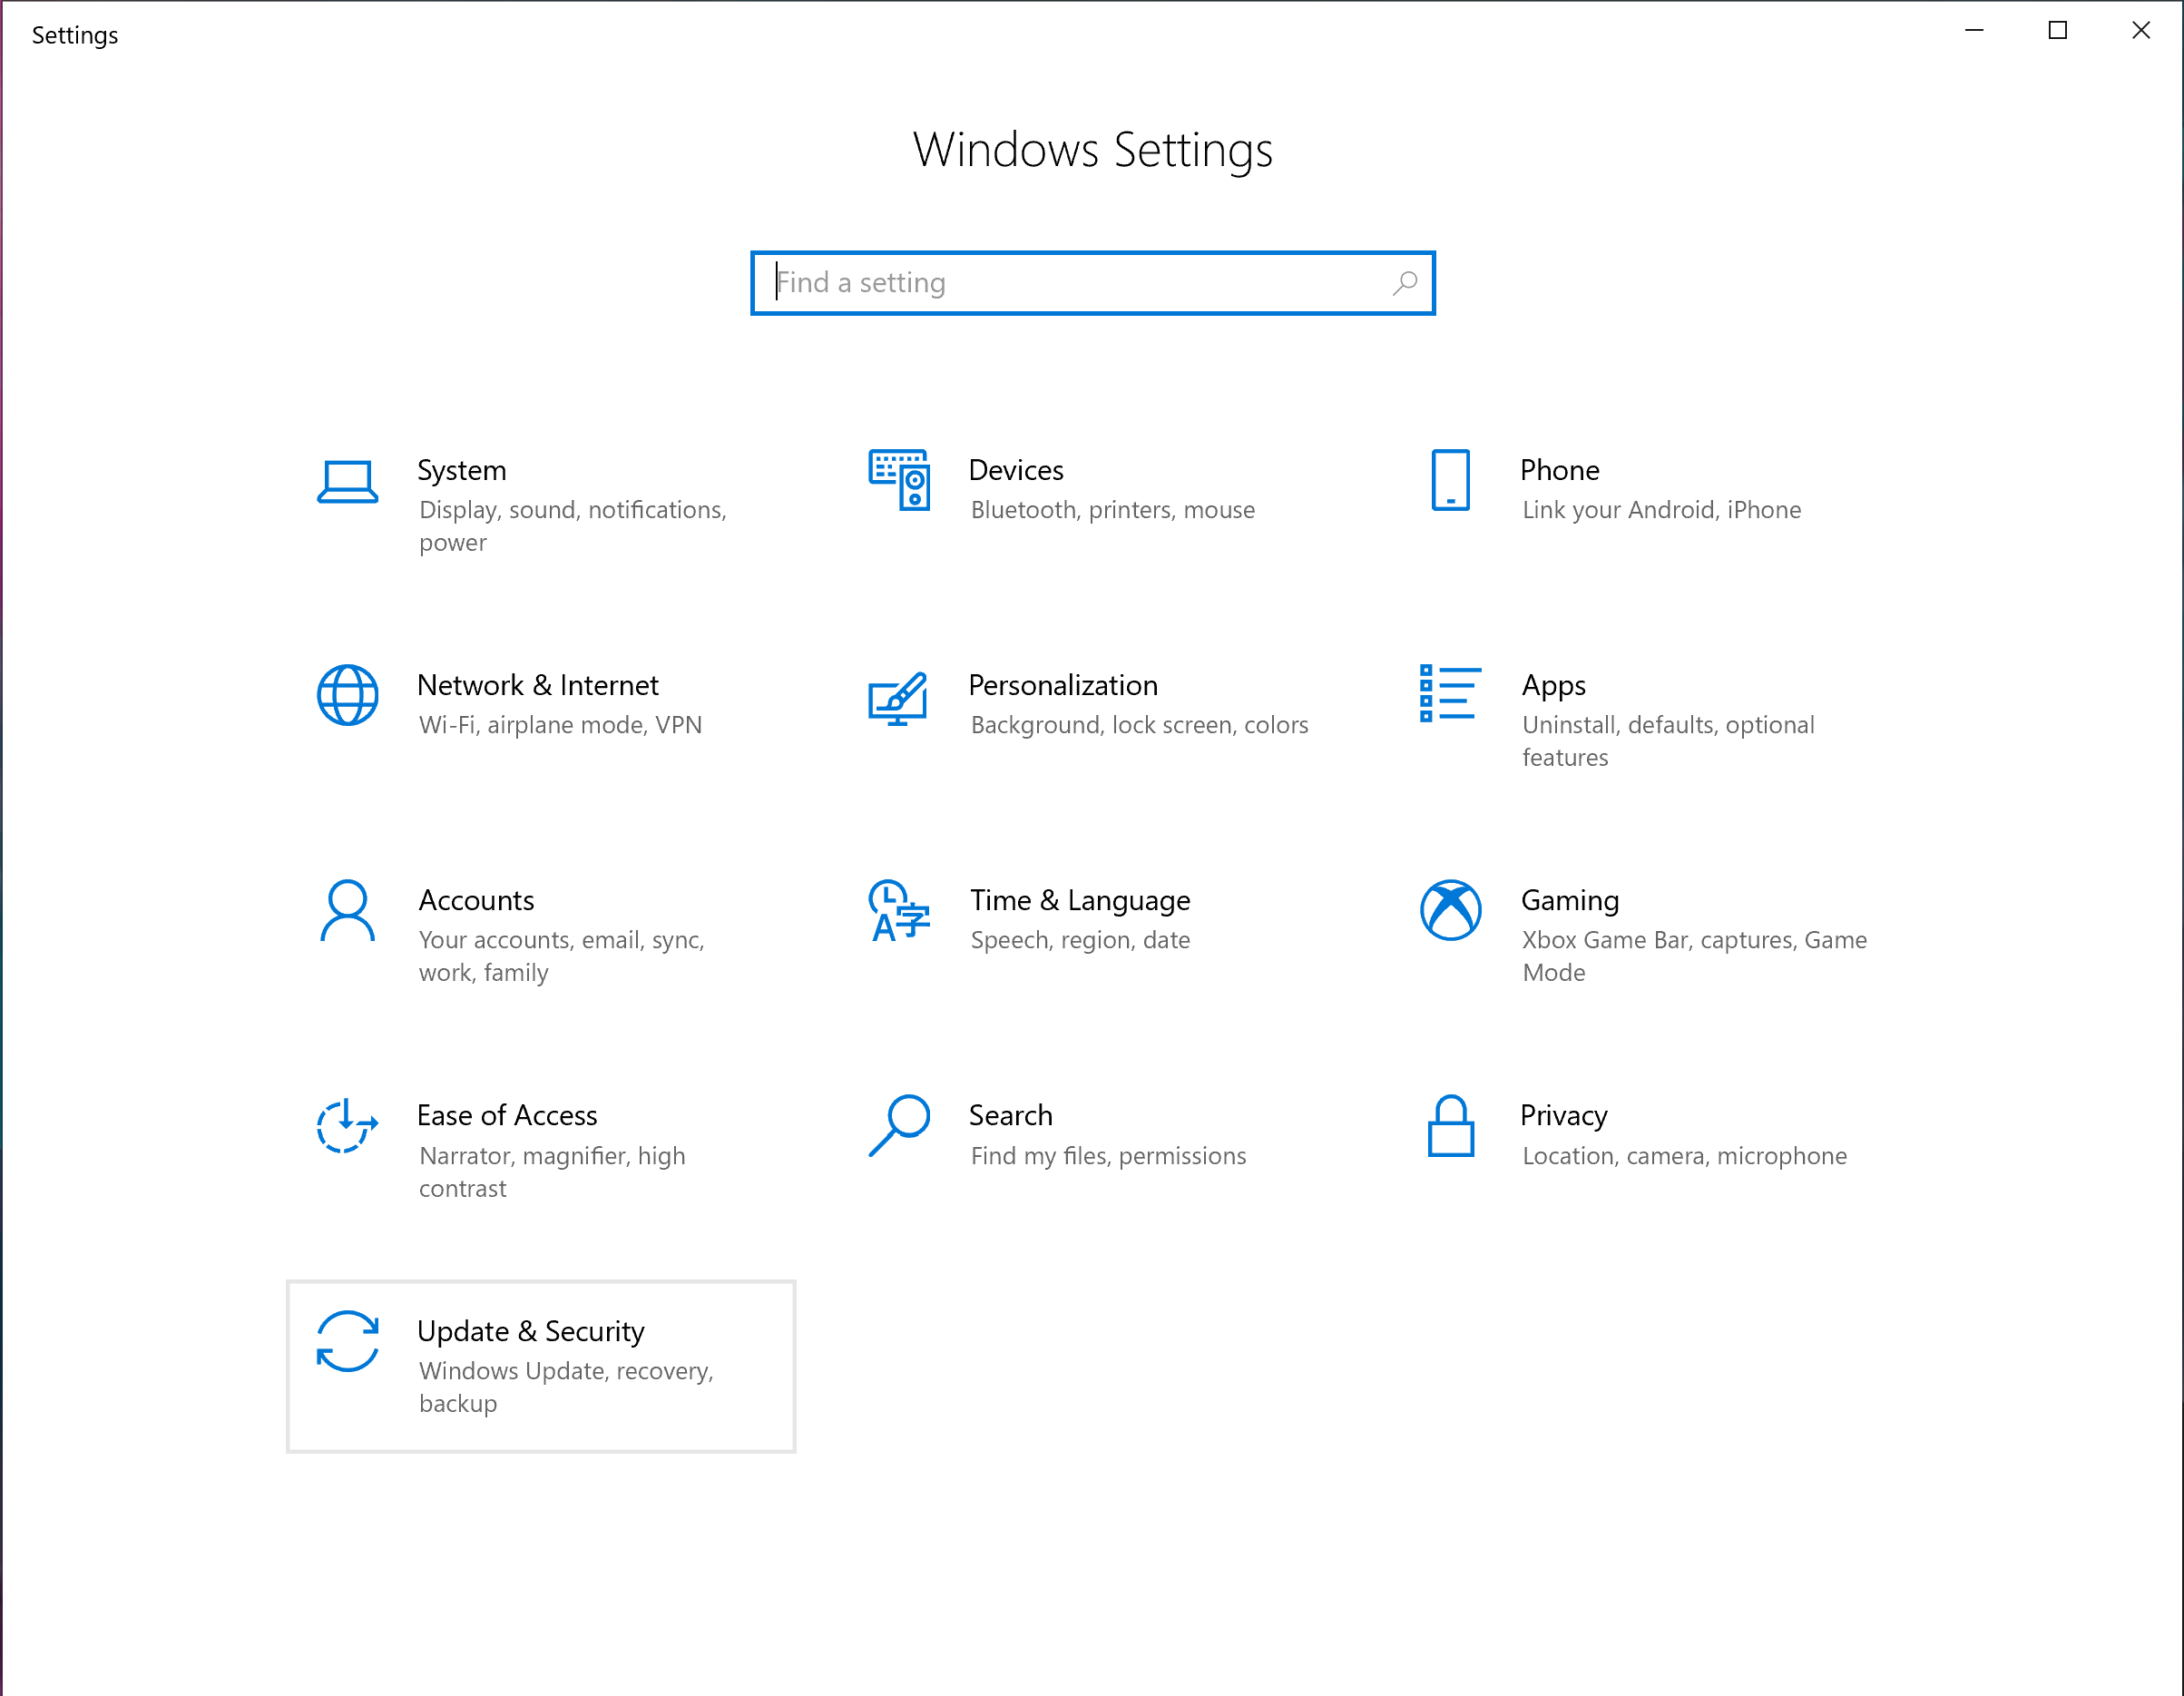 Settings
Windows Settings
Find a setting
System
Display, sound, notifications,
power
Devices
Bluetooth, printers, mouse
Phone
Link your Android, iPhone
Network & Internet
Wi-Fi, airplane mode, VPN
Personalization
Background, lock screen, colors
Apps
Uninstall, defaults, optional
features
Accounts
Your accounts, email, sync,
work, family
Time & Language
Speech, region, date
Gaming
Xbox Game Bar, captures, Game
Mode
Ease of Access
Narrator, magnifier, high
contrast
Search
Find my files, permissions
Privacy
Location, camera, microphone
Update & Security
Windows Update, recovery,
backup